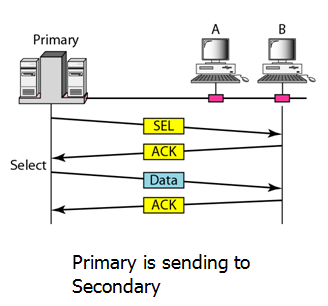 Primary
A
B
SEL
ACK
Select
Data
ACK
Primary is sending to
Secondary